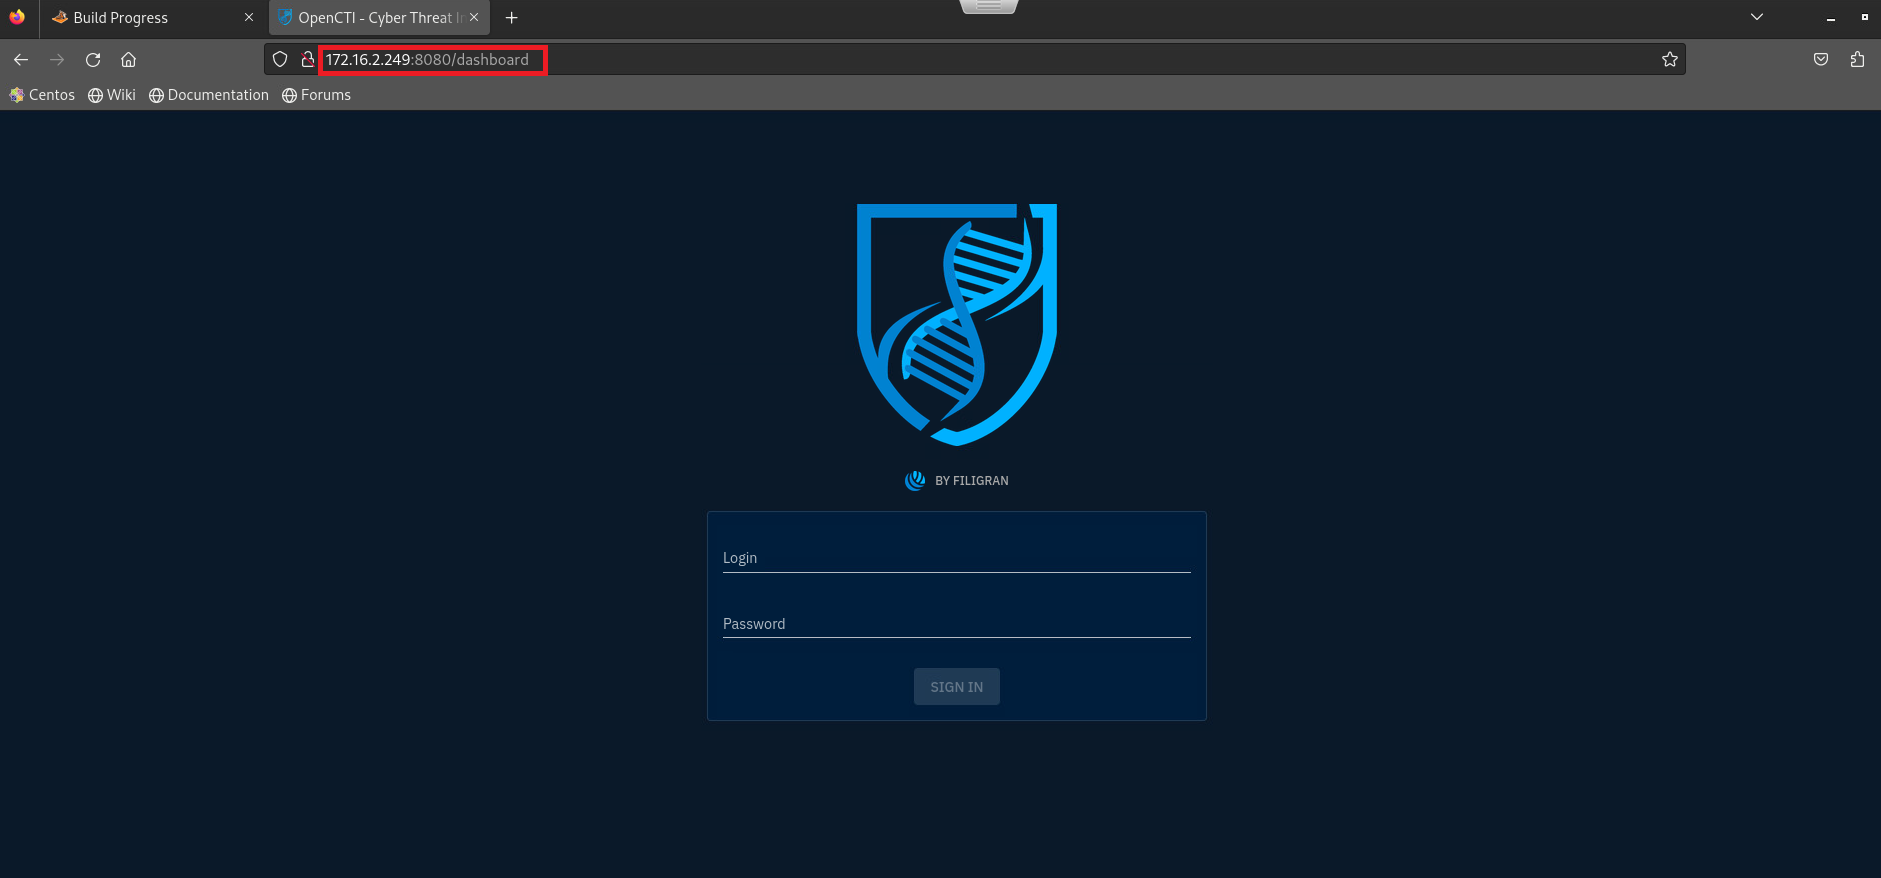 Build Progress
OpenCTI - Cyber Threat I
172.16.2.249:8080/dashboard
Centos Wiki Documentation Forums
BY FILIGRAN
Login
Password
SIGN IN